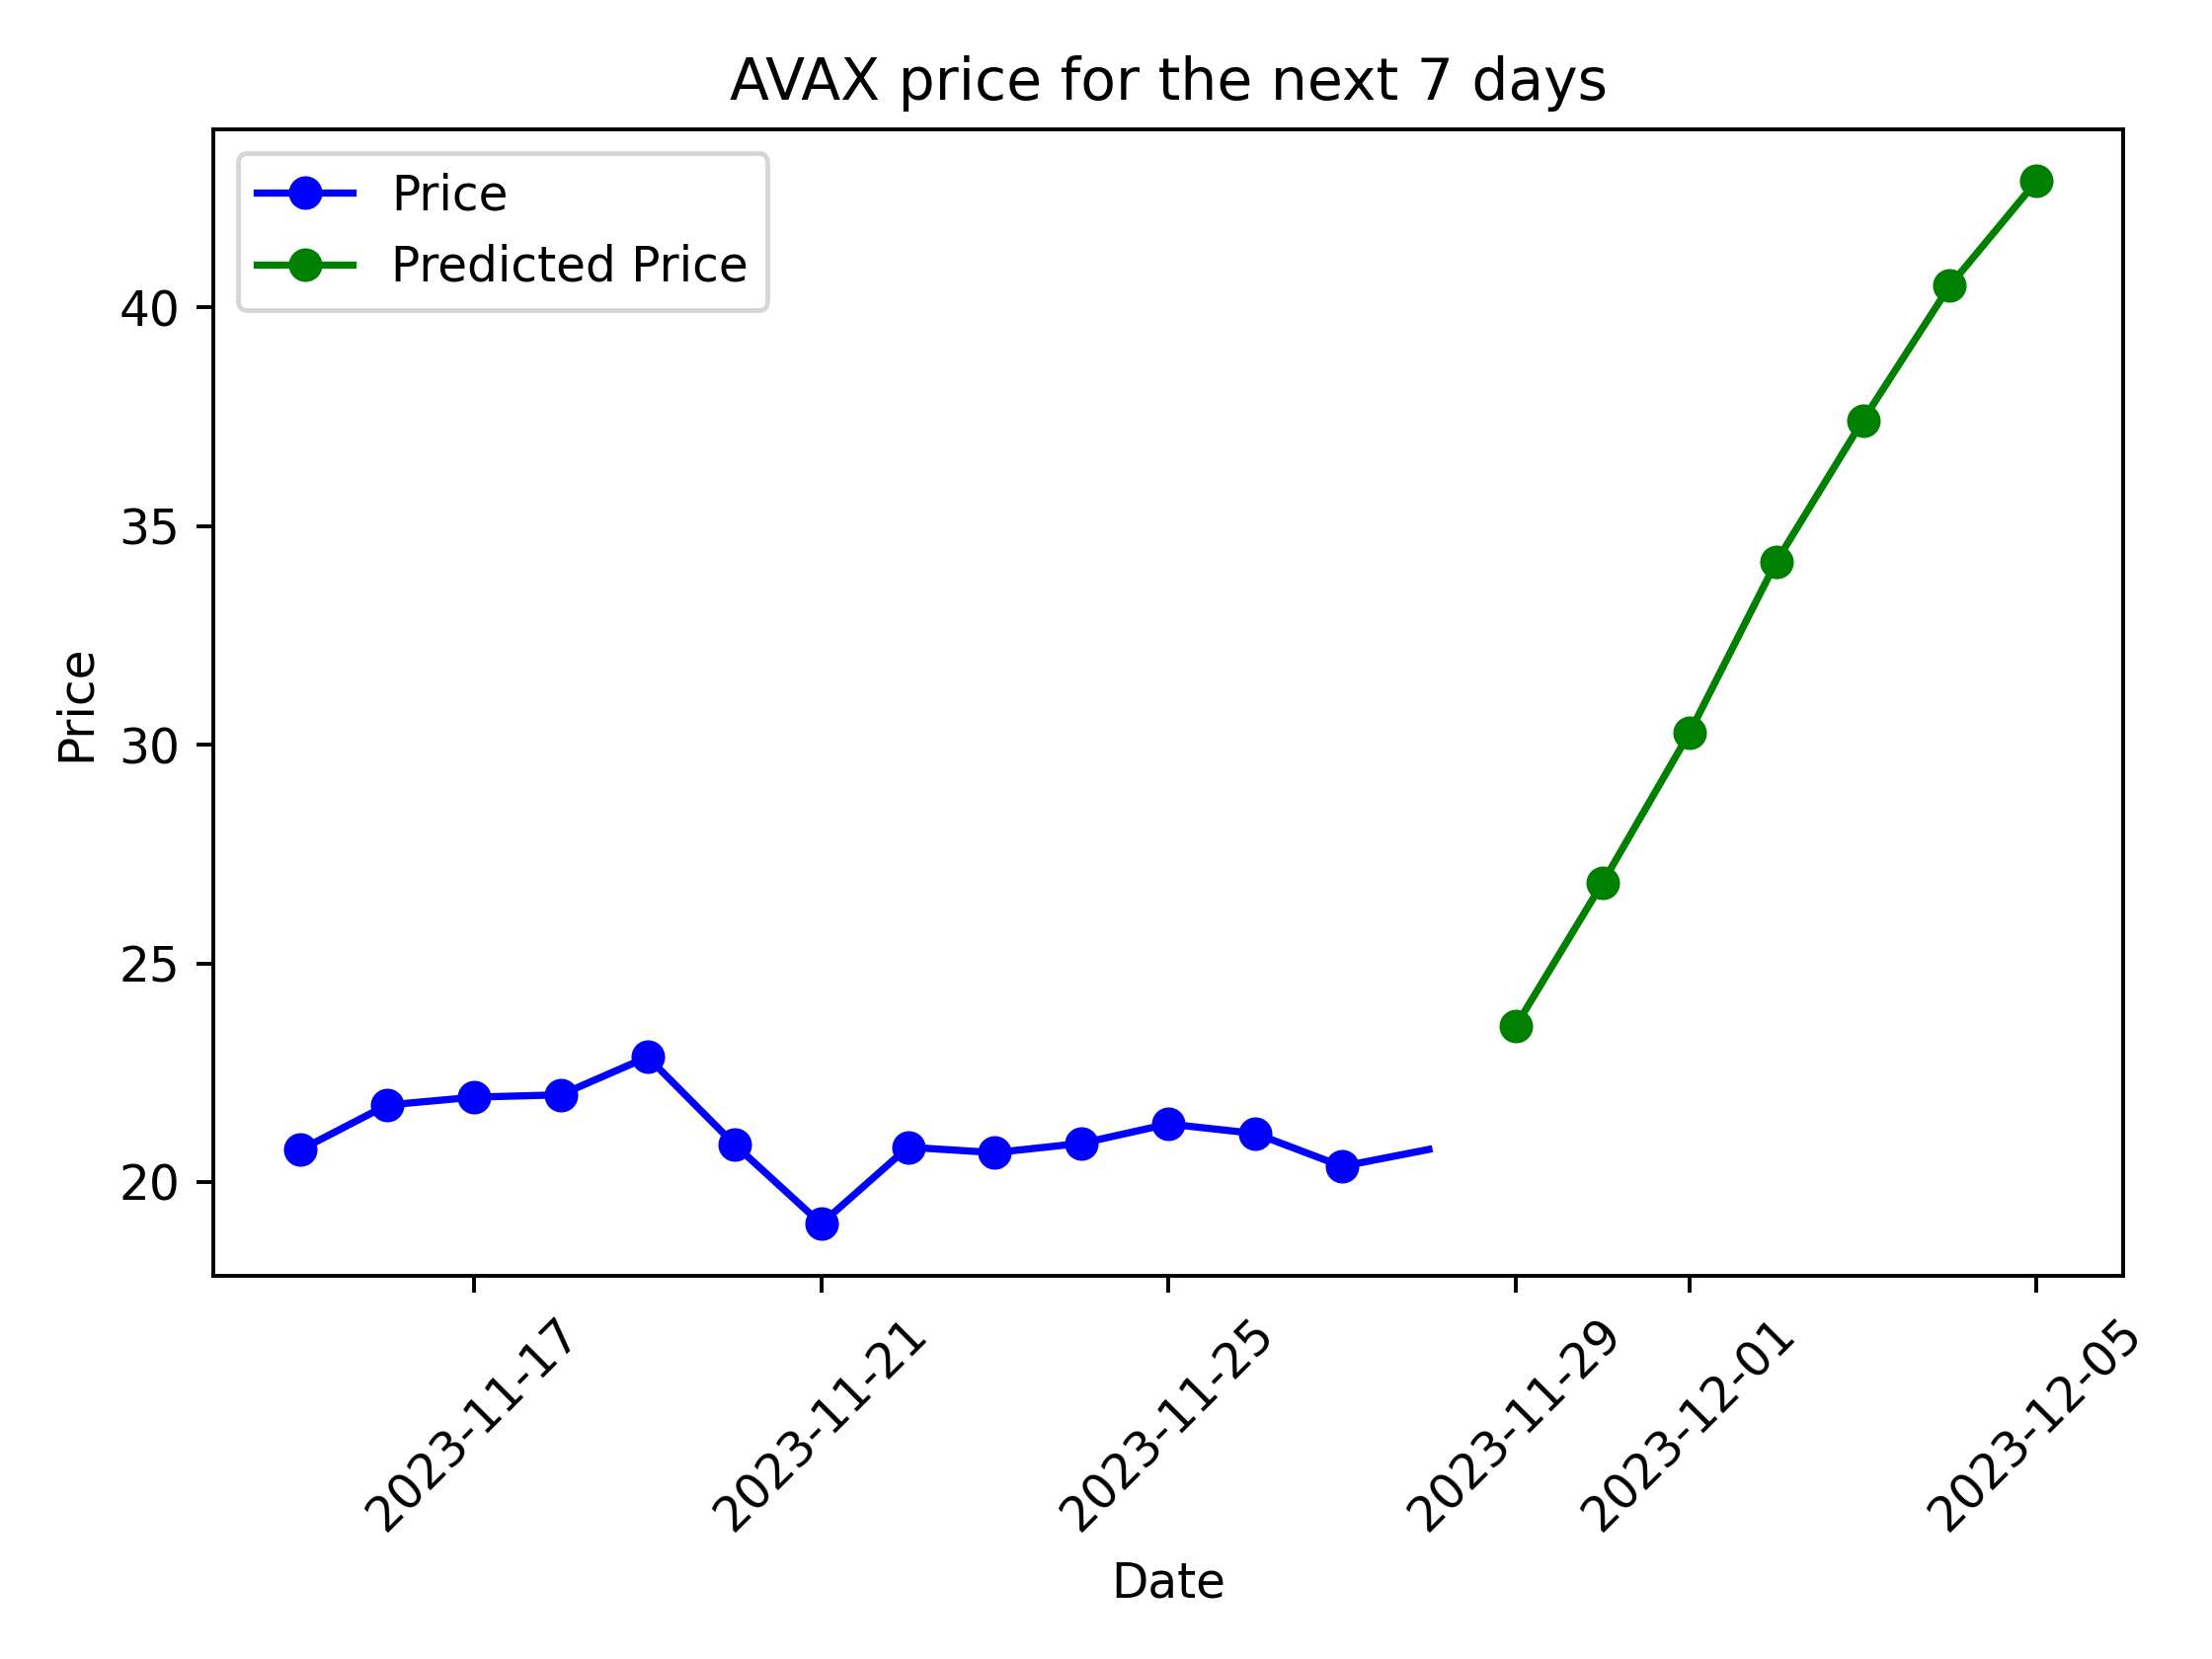 AVAX price for the next 7 days
Price
Predicted Price
40
35
30
25
20
Price
2023-11-17
2023-11-21
2023-11-25
2023-11-29
2023-12-01
2023-12-05
Date